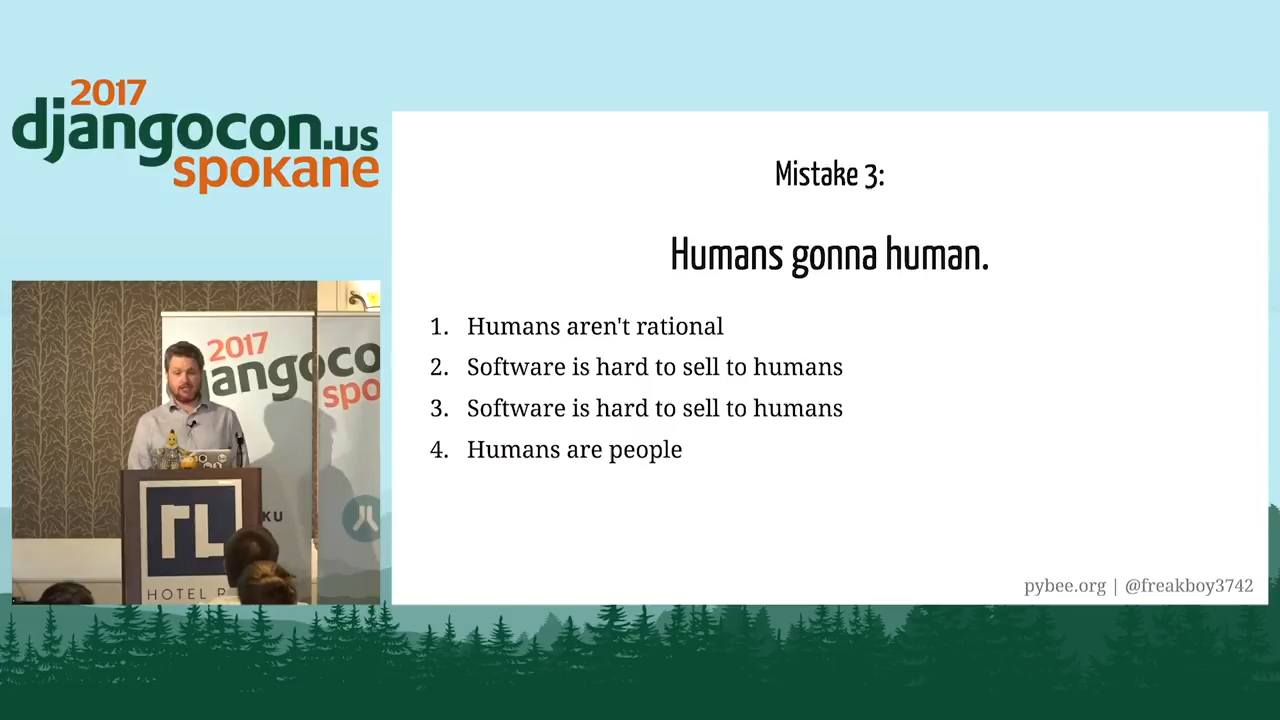 2017
djangocon.us
spokane
Mistake 3:
Humans gonna human.
1. Humans aren't rational
2. Software is hard to sell to humans
3. Software is hard to sell to humans
4. Humans are people
pybee.org | @freakboy3742
2017
angoco
spo
KU
RL
HOTEL R